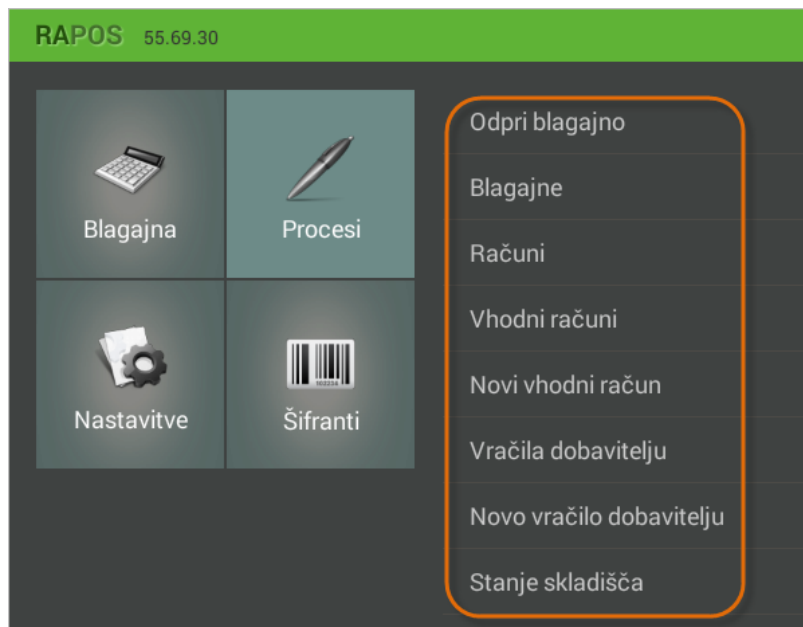 RAPOS 55.69.30
Blagajna
Procesi
Nastavitve
Šifranti
Odpri blagajno
Blagajne
Računi
Vhodni računi
Novi vhodni račun
Vračila dobavitelju
Novo vračilo dobavitelju
Stanje skladišča